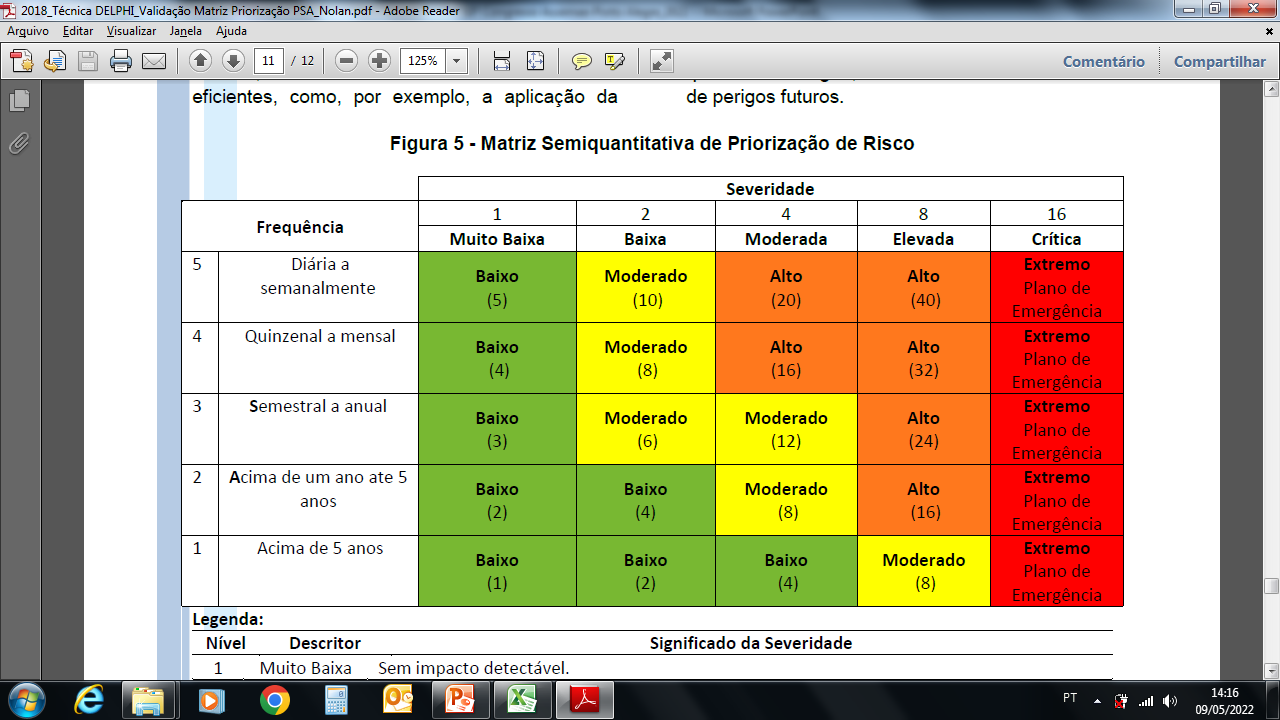 2018_Técnica DELPHI_Validação Matriz Priorização PSA_Nolan.pdf - Adobe Reader
Arquivo Editar Visualizar Janela Ajuda
11 / 12 125% Comentário Compartilhar
eficientes, como, por exemplo, a aplicação da de perigos futuros.
Figura 5 - Matriz Semiquantitativa de Priorização de Risco
Severidade
Frequência
1 2 4 8 16
Muito Baixa Baixa Moderada Elevada Crítica
5 Diária a semanalmente Baixo (5) Moderado (10) Alto (20) Alto (40) Extremo Plano de Emergência
4 Quinzenal a mensal Baixo (4) Moderado (8) Alto (16) Alto (32) Extremo Plano de Emergência
3 Semestral a anual Baixo (3) Moderado (6) Moderado (12) Alto (24) Extremo Plano de Emergência
2 Acima de um ano ate 5 anos Baixo (2) Baixo (4) Moderado (8) Alto (16) Extremo Plano de Emergência
1 Acima de 5 anos Baixo (1) Baixo (2) Baixo (4) Moderado (8) Extremo Plano de Emergência
Legenda:
Nível Descritor Significado da Severidade
1 Muito Baixa Sem impacto detectável.
PT 14:16
09/05/2022